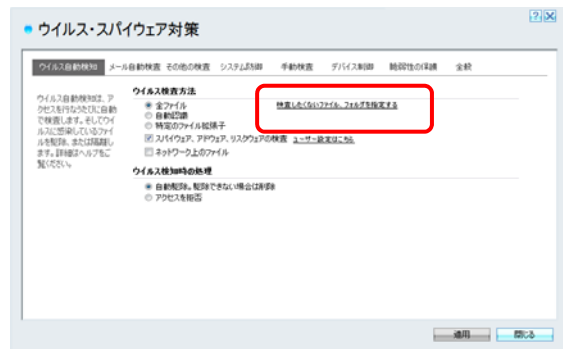 ウイルス・スパイウェア対策
ウイルス自動検知 メール自動検査 その他の検査 システム防御 手動検査 デバイス制御 脆弱性の保護 全般
ウイルス自動検知は、ア
クセスを行なうたびに自動
で検査します。そしてウイ
ルスに感染しているファイ
ルを駆除、または隔離し
ます。詳細はヘルプをご
覧ください。
ウイルス検査方法
全ファイル
検査したくないファイル、フォルダを指定する
自動認識
特定のファイル拡張子
スパイウェア、アドウェア、リスクウェアの検査 ユーザー設定はこちら
ネットワーク上のファイル
ウイルス検知時の処理
自動駆除。駆除できない場合は削除
アクセスを拒否
適用 閉じる